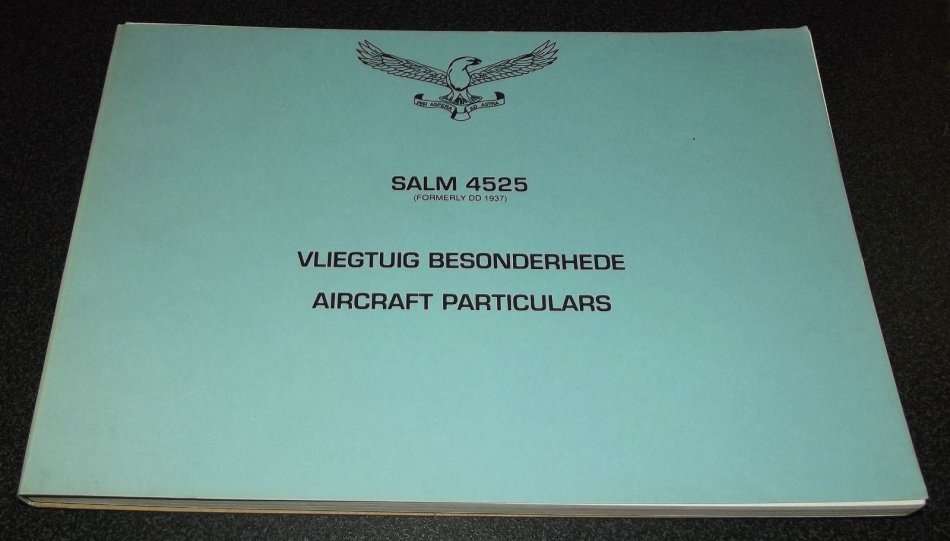 PER ASPERA AD ASTRA
SALM 4525
(FORMERLY DD 1937)
VLIEGTUIG BESONDERHEDE
AIRCRAFT PARTICULARS